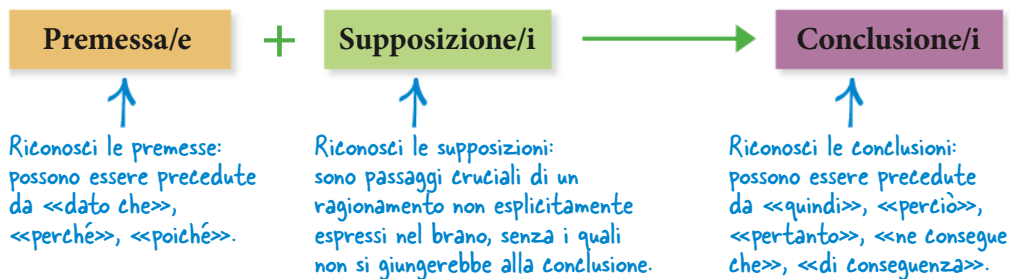 Premessa/e + Supposizione/i Conclusione/i
Riconosci le premesse:
possono essere precedute
da «dato che»,
«perché», «poiché».
Riconosci le supposizioni:
sono passaggi cruciali di un
ragionamento non esplicitamente
espressi nel brano, senza i quali
non si giungerebbe alla conclusione.
Riconosci le conclusioni:
possono essere precedute
da «quindi», «perciò»,
«pertanto», «ne consegue
che», «di conseguenza».